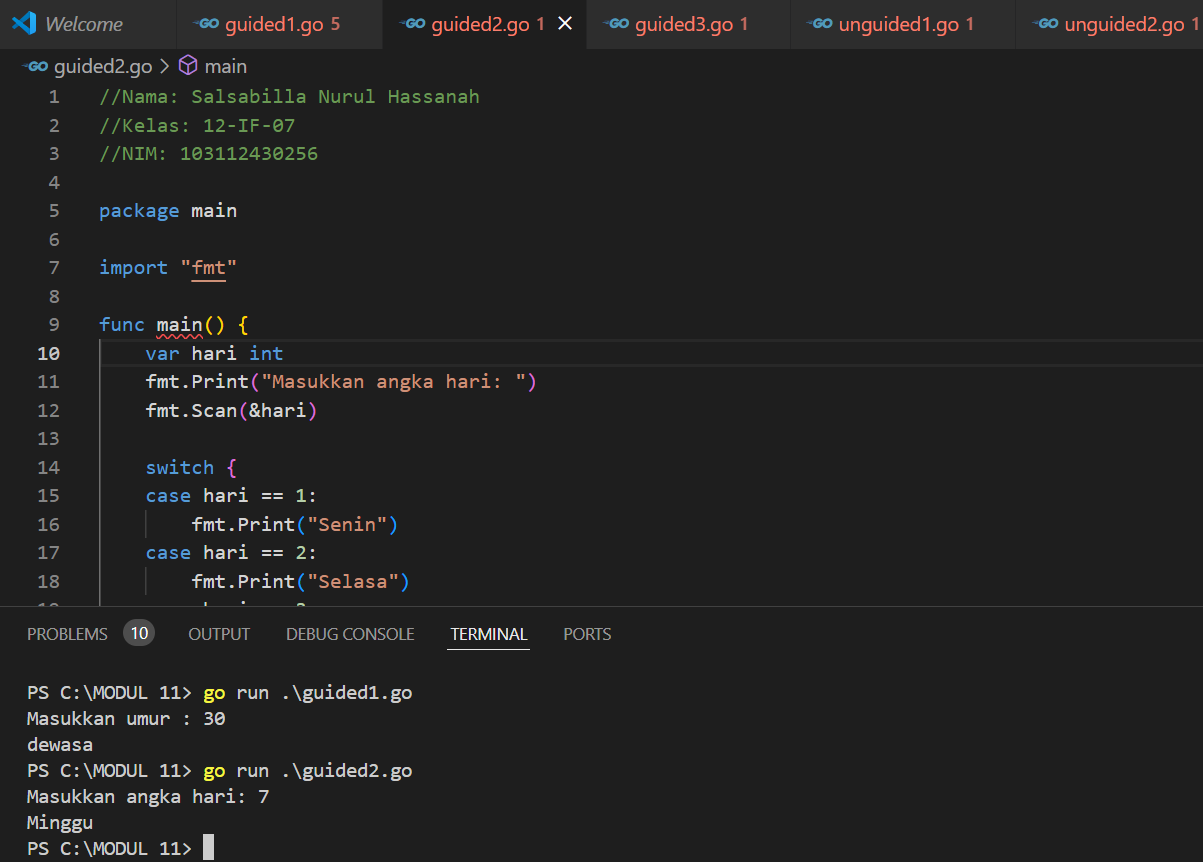 Welcome guided1.go 5 guided2.go 1 guided3.go 1 unguided1.go 1 unguided2.go 1
guided2.go > main
1 //Nama: Salsabilla Nurul Hassanah
2 //Kelas: 12-IF-07
3 //NIM: 103112430256
4
5 package main
6
7 import "fmt"
8
9 func main() {
10 var hari int
11 fmt.Print("Masukkan angka hari: ")
12 fmt.Scan(&hari)
13
14 switch {
15 case hari == 1:
16 fmt.Print("Senin")
17 case hari == 2:
18 fmt.Print("Selasa")
PROBLEMS 10 OUTPUT DEBUG CONSOLE TERMINAL PORTS
PS C:\MODUL 11> go run .\guided1.go
Masukkan umur : 30
dewasa
PS C:\MODUL 11> go run .\guided2.go
Masukkan angka hari: 7
Minggu
PS C:\MODUL 11>